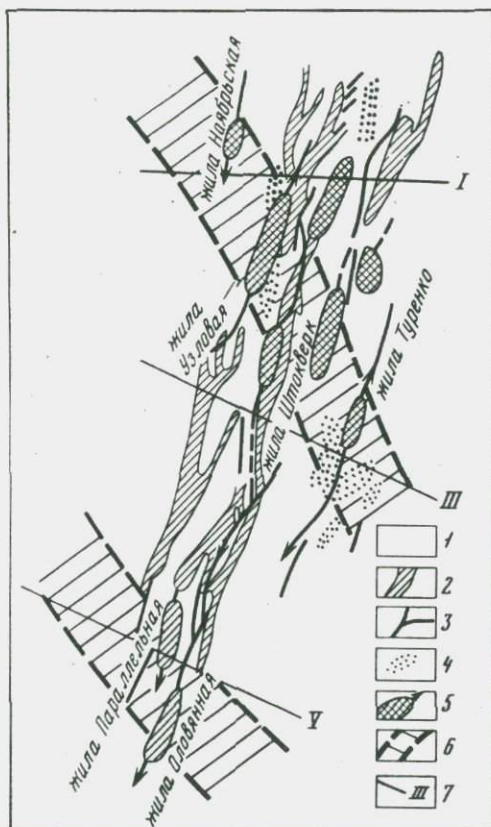 жила Ноябрьская
I
жила Узловая
жила Штокверк
жила Туренко
III
жила Параллельная
жила Оловянная
V
1
2
3
4
5
6
III 7